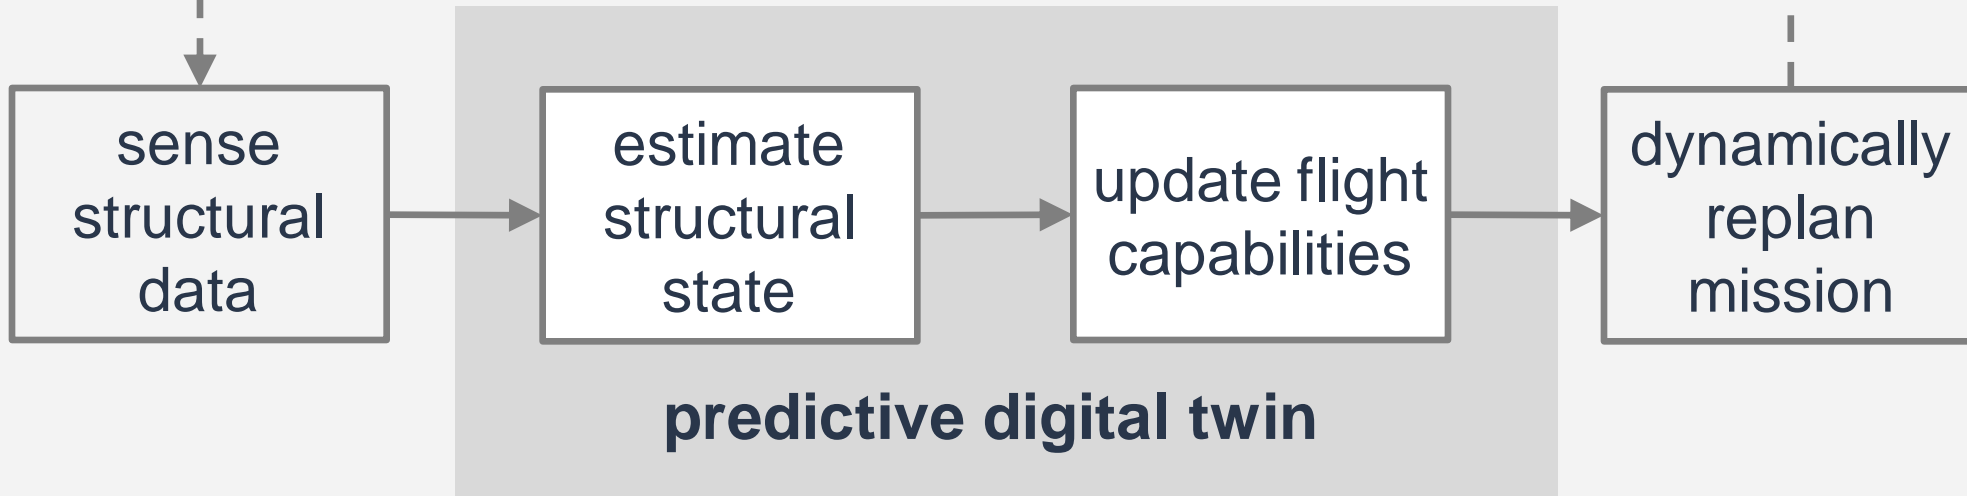 sense
structural
data
estimate
structural
state
update flight
capabilities
dynamically
replan
mission
predictive digital twin